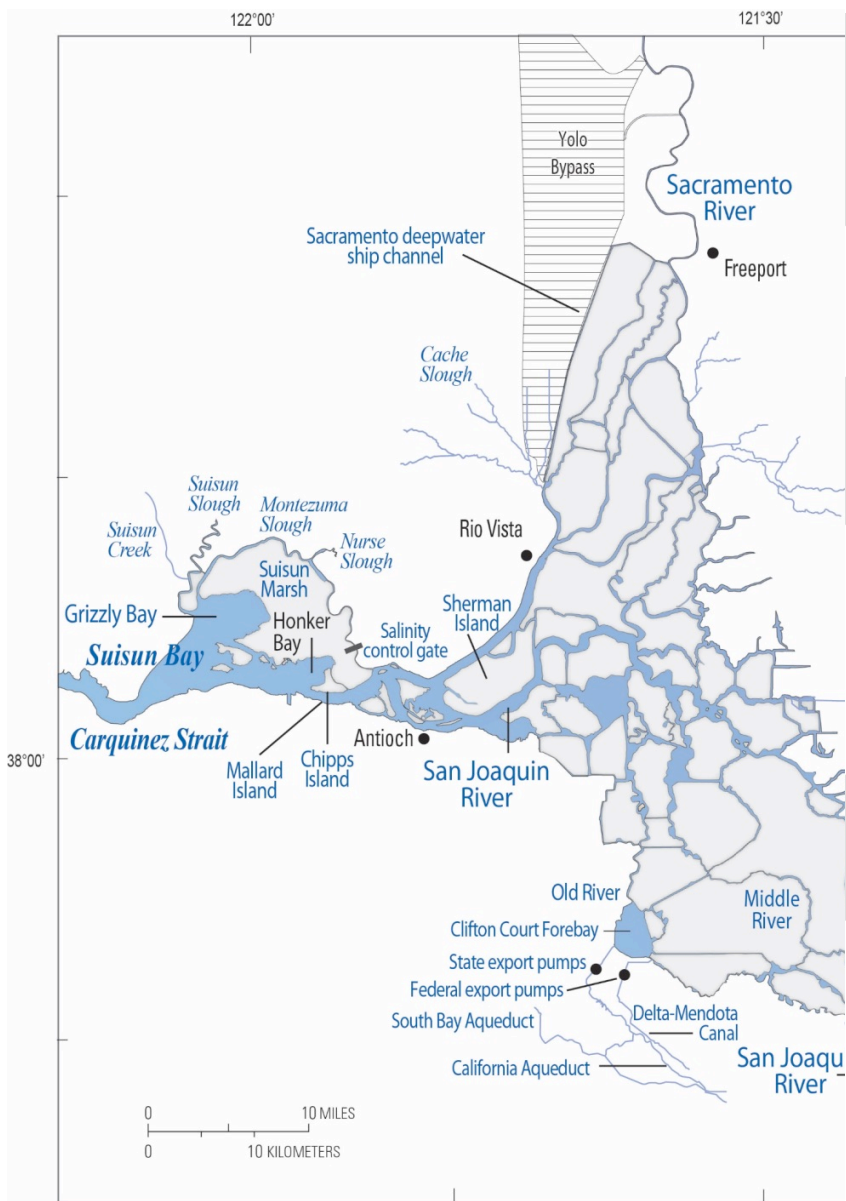 122°00'
121°30'
Yolo
Bypass
Sacramento
River
Sacramento deepwater
ship channel
Freeport
Cache
Slough
Suisun
Slough
Montezuma
Slough
Suisun
Creek
Nurse
Slough
Rio Vista
Suisun
Marsh
Grizzly Bay
Honker
Bay
Sherman
Island
Salinity
control gate
Suisun Bay
Carquinez Strait
Antioch
38°00'
Mallard
Island
Chipps
Island
San Joaquin
River
Old River
Middle
River
Clifton Court Forebay
State export pumps
Federal export pumps
South Bay Aqueduct
Delta-Mendota
Canal
California Aqueduct
San Joaqu
River
0
10 MILES
0
10 KILOMETERS